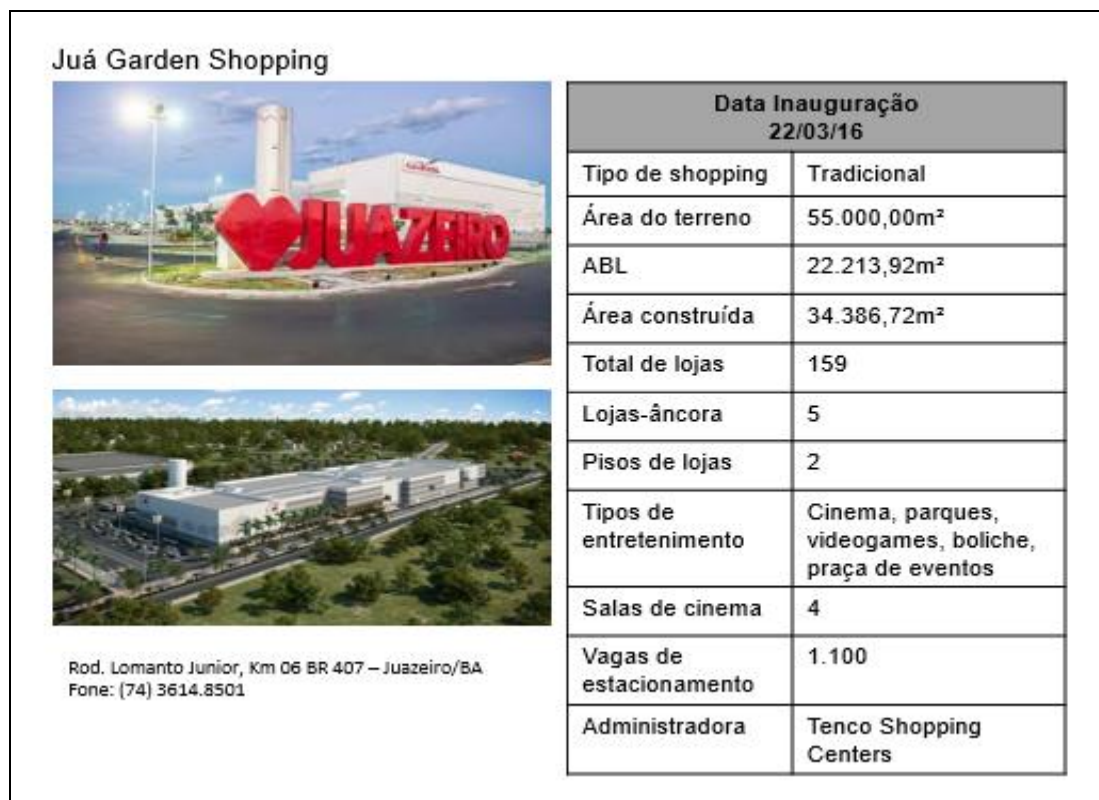 Juá Garden Shopping
JUAZEIRO
Rod. Lomanto Junior, Km 06 BR 407 – Juazeiro/BA
Fone: (74) 3614.8501
Data Inauguração
22/03/16
Tipo de shopping Tradicional
Área do terreno 55.000,00m²
ABL 22.213,92m²
Área construída 34.386,72m²
Total de lojas 159
Lojas-âncora 5
Pisos de lojas 2
Tipos de entretenimento Cinema, parques,
videogames, boliche,
praça de eventos
Salas de cinema 4
Vagas de estacionamento 1.100
Administradora Tenco Shopping
Centers